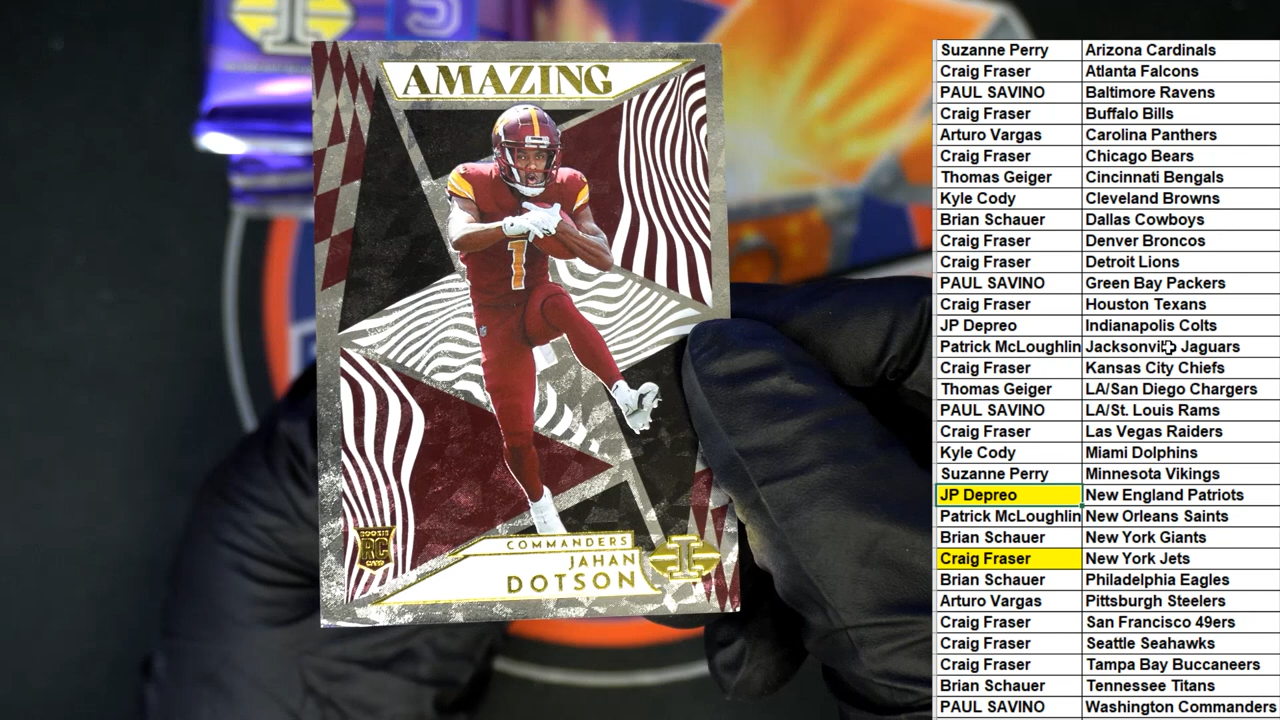 AMAZING
1
ROOKIE
RC
CARD
COMMANDERS
JAHAN
DOTSON
Suzanne Perry Arizona Cardinals
Craig Fraser Atlanta Falcons
PAUL SAVINO Baltimore Ravens
Craig Fraser Buffalo Bills
Arturo Vargas Carolina Panthers
Craig Fraser Chicago Bears
Thomas Geiger Cincinnati Bengals
Kyle Cody Cleveland Browns
Brian Schauer Dallas Cowboys
Craig Fraser Denver Broncos
Craig Fraser Detroit Lions
PAUL SAVINO Green Bay Packers
Craig Fraser Houston Texans
JP Depreo Indianapolis Colts
Patrick McLoughlin Jacksonville Jaguars
Craig Fraser Kansas City Chiefs
Thomas Geiger LA/San Diego Chargers
PAUL SAVINO LA/St. Louis Rams
Craig Fraser Las Vegas Raiders
Kyle Cody Miami Dolphins
Suzanne Perry Minnesota Vikings
JP Depreo New England Patriots
Patrick McLoughlin New Orleans Saints
Brian Schauer New York Giants
Craig Fraser New York Jets
Brian Schauer Philadelphia Eagles
Arturo Vargas Pittsburgh Steelers
Craig Fraser San Francisco 49ers
Craig Fraser Seattle Seahawks
Craig Fraser Tampa Bay Buccaneers
Brian Schauer Tennessee Titans
PAUL SAVINO Washington Commanders